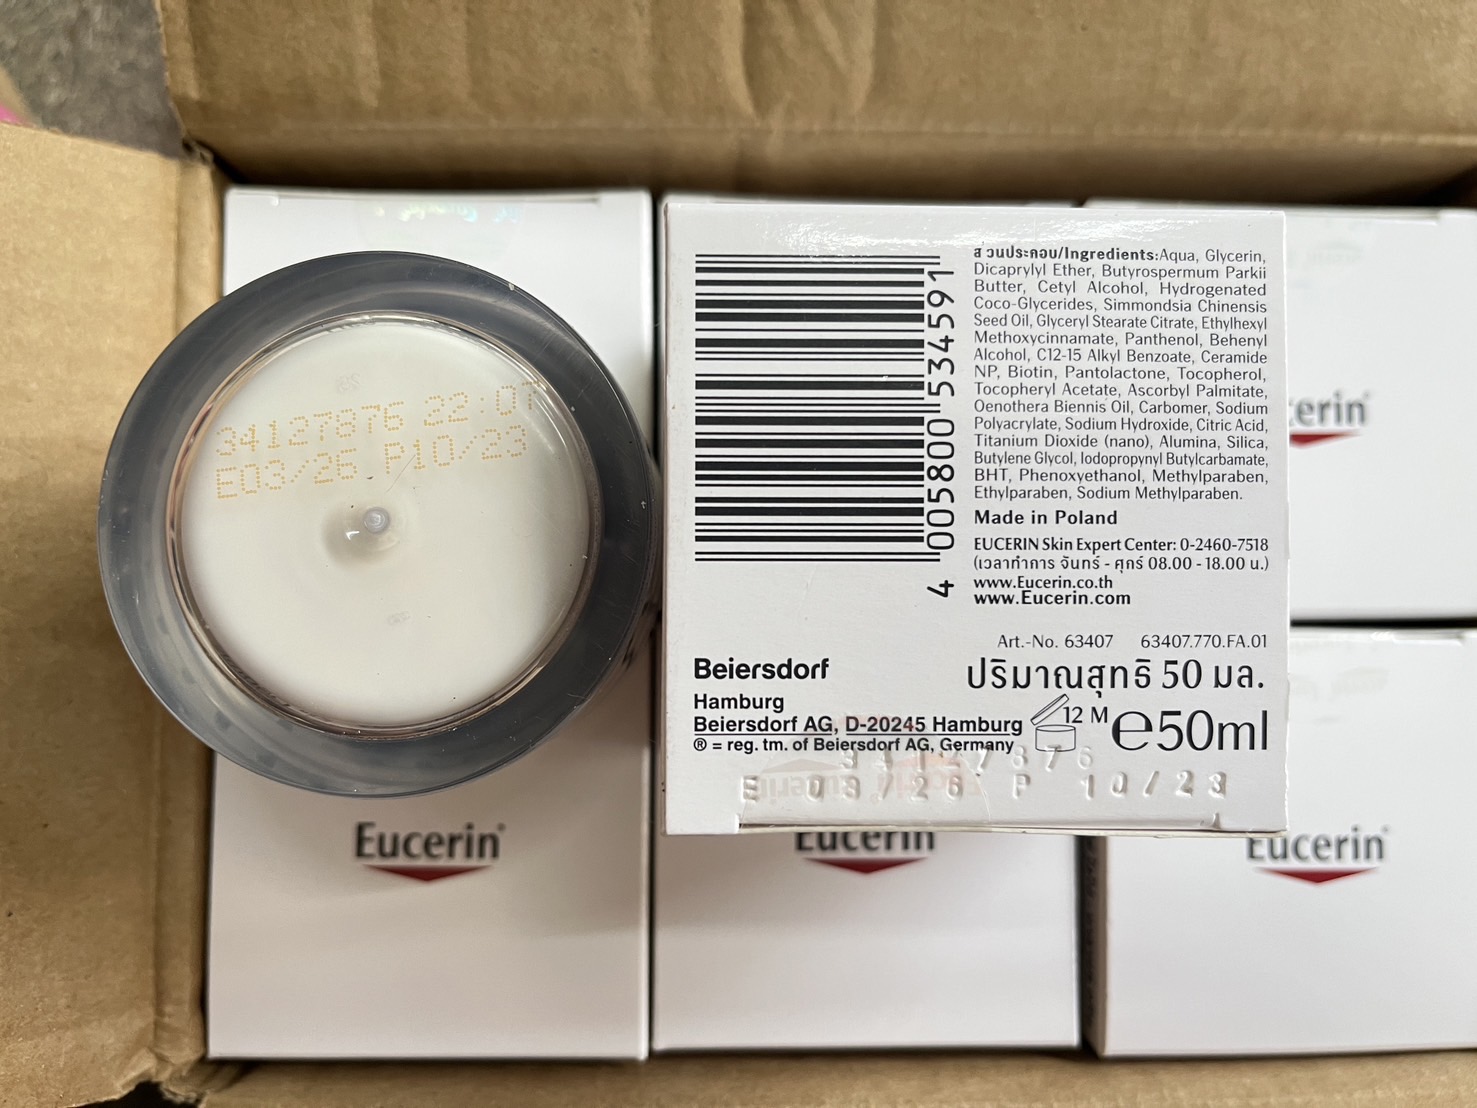 34127876 22:07
E03/26 P10/23
4 005800 534591
ส่วนประกอบ/Ingredients:Aqua, Glycerin,
Dicaprylyl Ether, Butyrospermum Parkii
Butter, Cetyl Alcohol, Hydrogenated
Coco-Glycerides, Simmondsia Chinensis
Seed Oil, Glyceryl Stearate Citrate, Ethylhexyl
Methoxycinnamate, Panthenol, Behenyl
Alcohol, C12-15 Alkyl Benzoate, Ceramide
NP, Biotin, Pantolactone, Tocopherol,
Tocopheryl Acetate, Ascorbyl Palmitate,
Oenothera Biennis Oil, Carbomer, Sodium
Polyacrylate, Sodium Hydroxide, Citric Acid,
Titanium Dioxide (nano), Alumina, Silica,
Butylene Glycol, Iodopropynyl Butylcarbamate,
BHT, Phenoxyethanol, Methylparaben,
Ethylparaben, Sodium Methylparaben.
Made in Poland
EUCERIN Skin Expert Center: 0-2460-7518
(เวลาทำการ จันทร์ - ศุกร์ 08.00 - 18.00 น.)
www.Eucerin.co.th
www.Eucerin.com
Art.-No. 63407 63407.770.FA.01
Beiersdorf
ปริมาณสุทธิ 50 มล.
Hamburg
Beiersdorf AG, D-20245 Hamburg
® = reg. tm. of Beiersdorf AG, Germany
12 M
℮50ml
34127876
E 03/26 P 10/23
cerin®
Eucerin®
Eucerin
Eucerin®